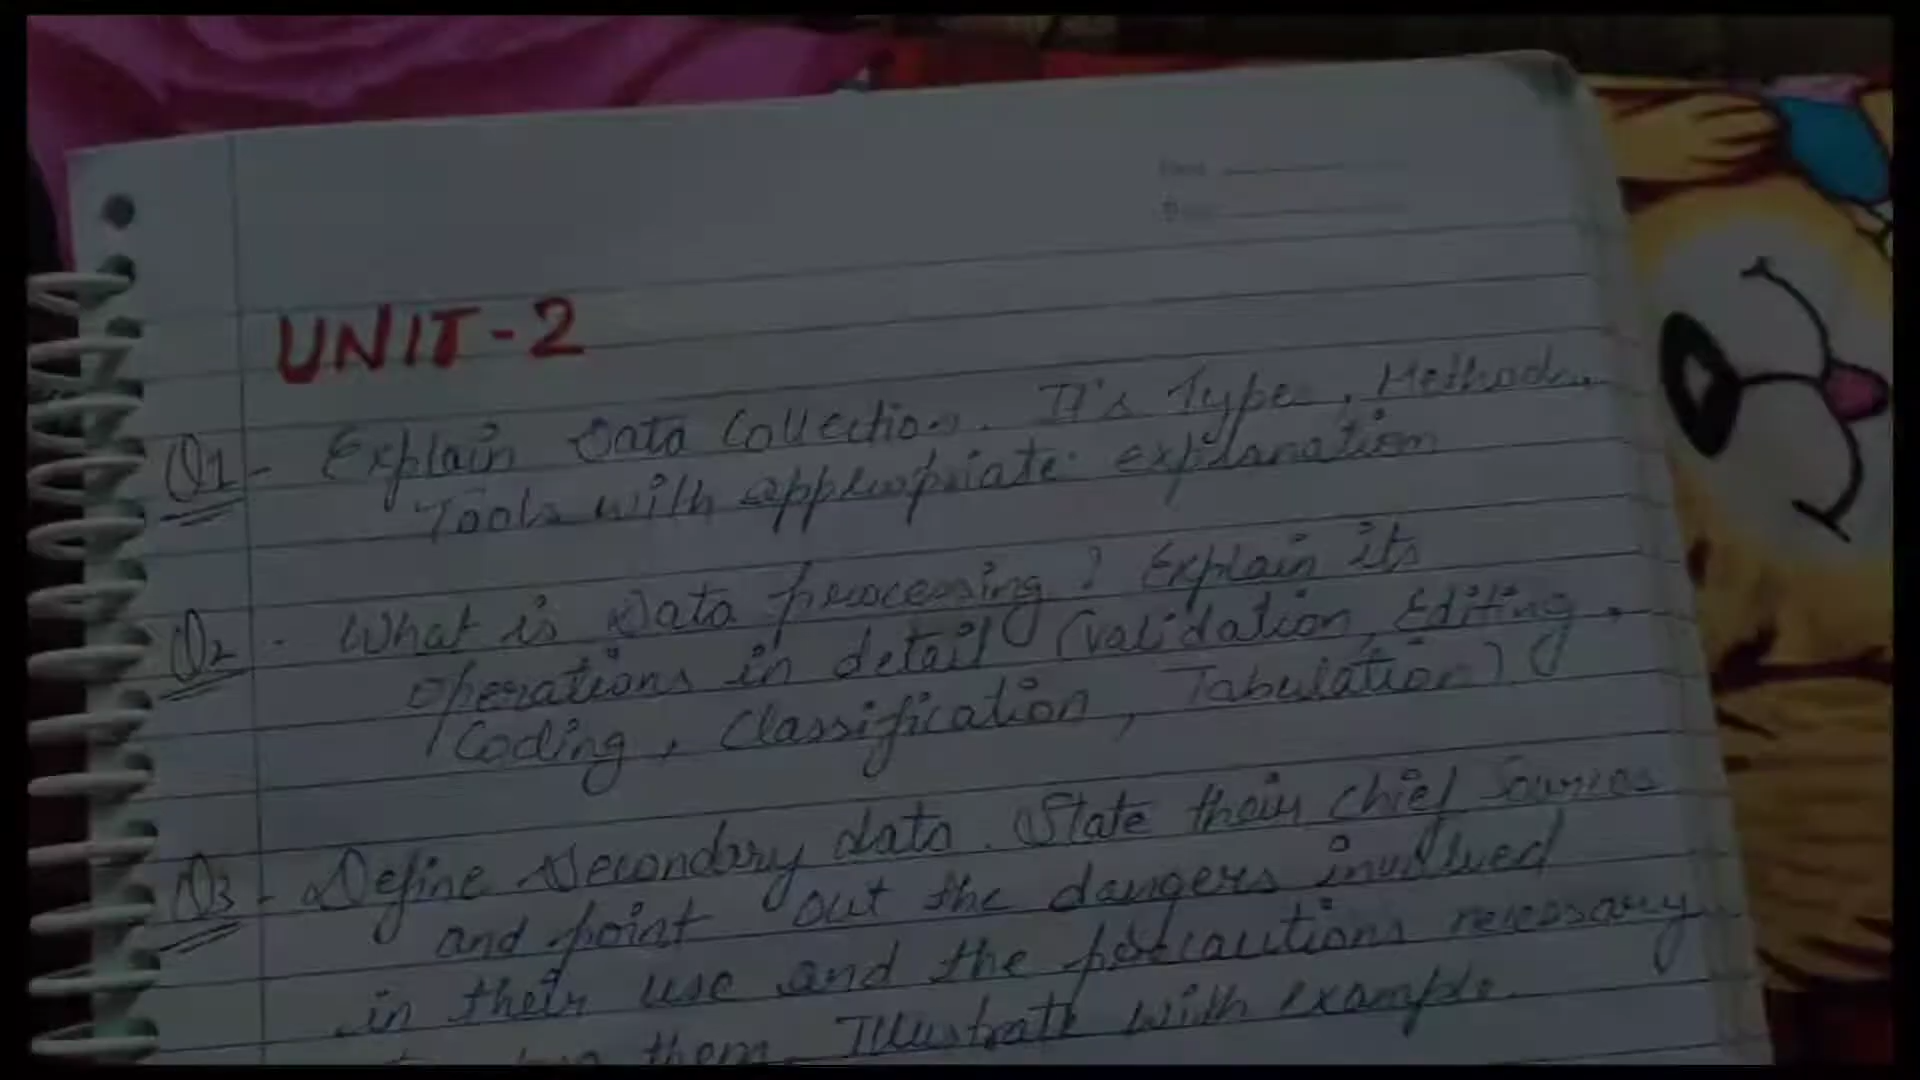 UNIT-2
Q1- Explain Data Collection. It's Type, Methods,
Tools with appropriate explanation
Q2- What is Data processing? Explain its
operations in detail (validation, Editing,
Coding, Classification, Tabulation)
Q3- Define Secondary data. State their chief Sources
and point out the dangers involved
in their use and the precautions necessary
them. Illustrate with example.